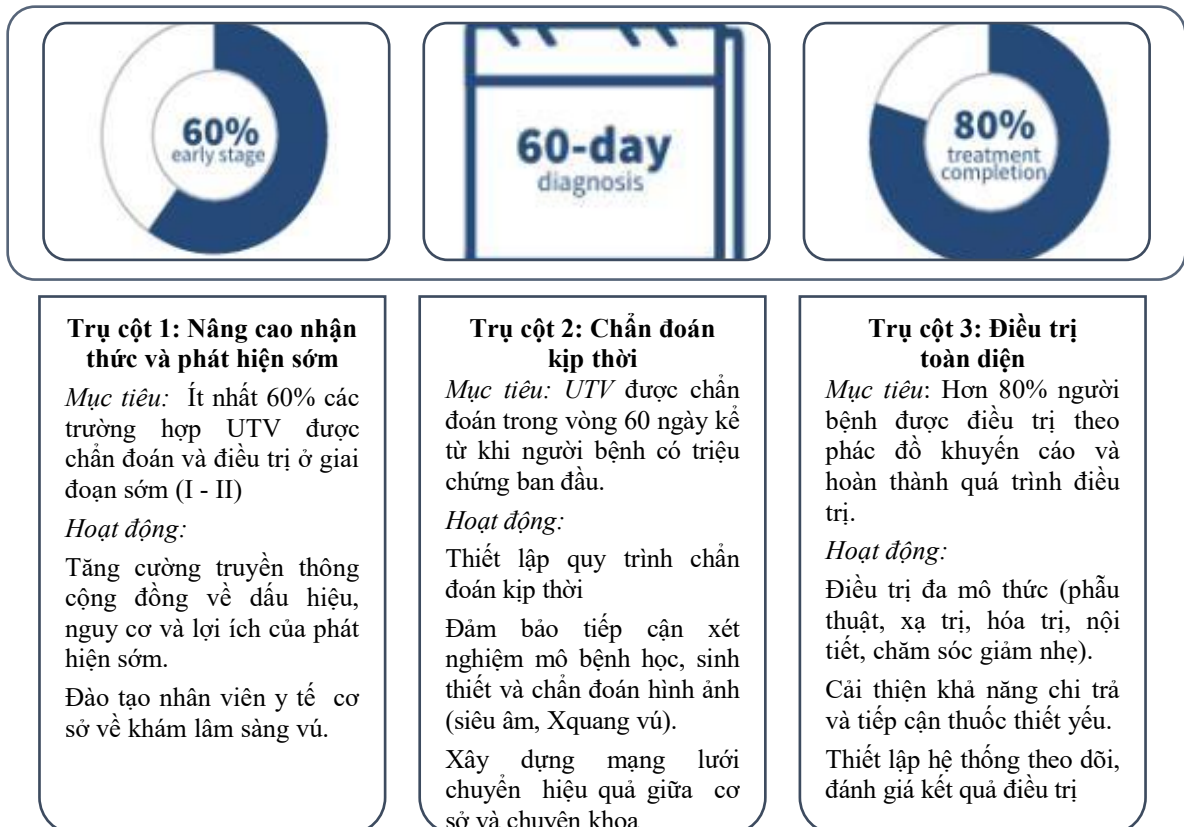 60%
early stage
60-day
diagnosis
80%
treatment
completion
Trụ cột 1: Nâng cao nhận
thức và phát hiện sớm
Mục tiêu: Ít nhất 60% các
trường hợp UTV được
chẩn đoán và điều trị ở giai
đoạn sớm (I - II)
Hoạt động:
Tăng cường truyền thông
cộng đồng về dấu hiệu,
nguy cơ và lợi ích của phát
hiện sớm.
Đào tạo nhân viên y tế cơ
sở về khám lâm sàng vú.
Trụ cột 2: Chẩn đoán
kịp thời
Mục tiêu: UTV được chẩn
đoán trong vòng 60 ngày kể
từ khi người bệnh có triệu
chứng ban đầu.
Hoạt động:
Thiết lập quy trình chẩn
đoán kịp thời
Đảm bảo tiếp cận xét
nghiệm mô bệnh học, sinh
thiết và chẩn đoán hình ảnh
(siêu âm, Xquang vú).
Xây dựng mạng lưới
chuyển hiệu quả giữa cơ
sở và chuyên khoa
Trụ cột 3: Điều trị
toàn diện
Mục tiêu: Hơn 80% người
bệnh được điều trị theo
phác đồ khuyến cáo và
hoàn thành quá trình điều
trị.
Hoạt động:
Điều trị đa mô thức (phẫu
thuật, xạ trị, hóa trị, nội
tiết, chăm sóc giảm nhẹ).
Cải thiện khả năng chi trả
và tiếp cận thuốc thiết yếu.
Thiết lập hệ thống theo dõi,
đánh giá kết quả điều trị